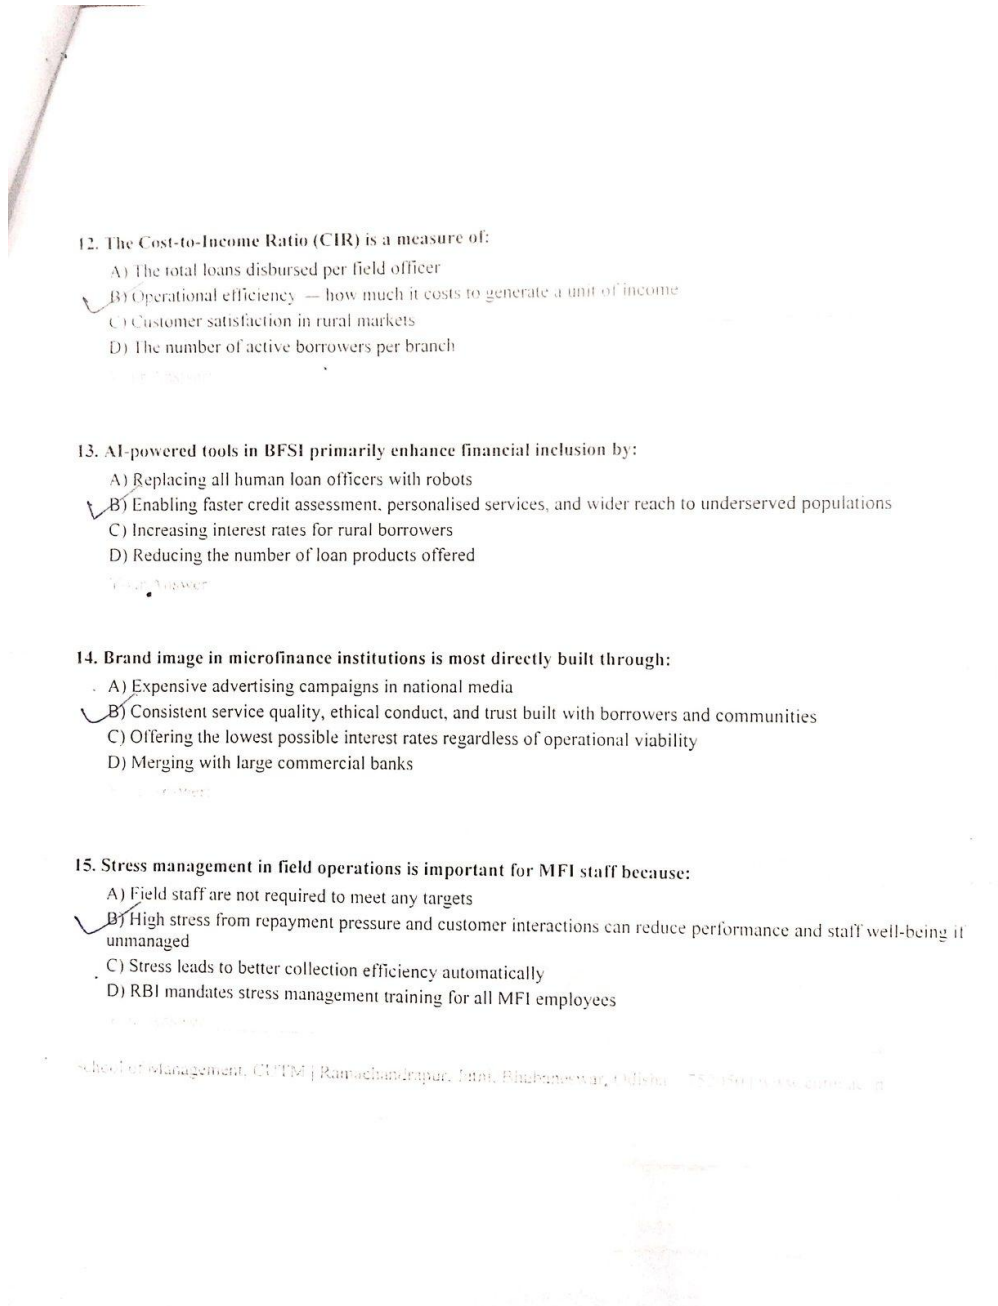 12. The Cost-to-Income Ratio (CIR) is a measure of:
A) The total loans disbursed per field officer
B) Operational efficiency — how much it costs to generate a unit of income
C) Customer satisfaction in rural markets
D) The number of active borrowers per branch
13. AI-powered tools in BFSI primarily enhance financial inclusion by:
A) Replacing all human loan officers with robots
B) Enabling faster credit assessment, personalised services, and wider reach to underserved populations
C) Increasing interest rates for rural borrowers
D) Reducing the number of loan products offered
Your Answer
14. Brand image in microfinance institutions is most directly built through:
A) Expensive advertising campaigns in national media
B) Consistent service quality, ethical conduct, and trust built with borrowers and communities
C) Offering the lowest possible interest rates regardless of operational viability
D) Merging with large commercial banks
15. Stress management in field operations is important for MFI staff because:
A) Field staff are not required to meet any targets
B) High stress from repayment pressure and customer interactions can reduce performance and staff well-being if
unmanaged
C) Stress leads to better collection efficiency automatically
D) RBI mandates stress management training for all MFI employees
School of Management, CUTM | Ramachandrapur, Jatni, Bhubaneswar, Odisha